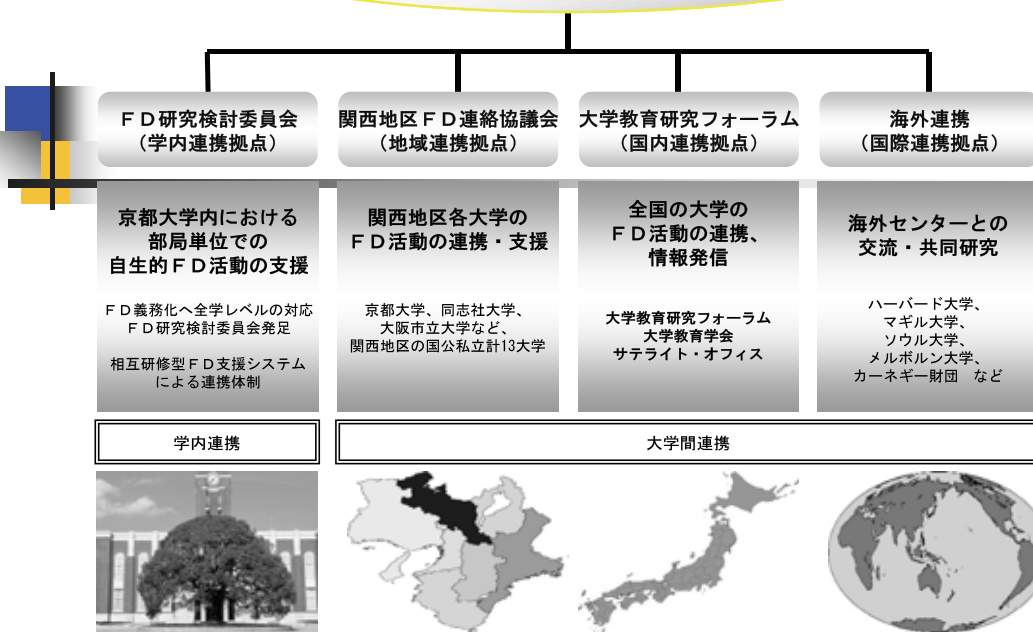 ＦＤ研究検討委員会
（学内連携拠点）
関西地区ＦＤ連絡協議会
（地域連携拠点）
大学教育研究フォーラム
（国内連携拠点）
海外連携
（国際連携拠点）
京都大学内における
部局単位での
自生的ＦＤ活動の支援
ＦＤ義務化へ全学レベルの対応
ＦＤ研究検討委員会発足
相互研修型ＦＤ支援システム
による連携体制
関西地区各大学の
ＦＤ活動の連携・支援
京都大学、同志社大学、
大阪市立大学など、
関西地区の国公私立計13大学
全国の大学の
ＦＤ活動の連携、
情報発信
大学教育研究フォーラム
大学教育学会
サテライト・オフィス
海外センターとの
交流・共同研究
ハーバード大学、
マギル大学、
ソウル大学、
メルボルン大学、
カーネギー財団　など
学内連携
大学間連携